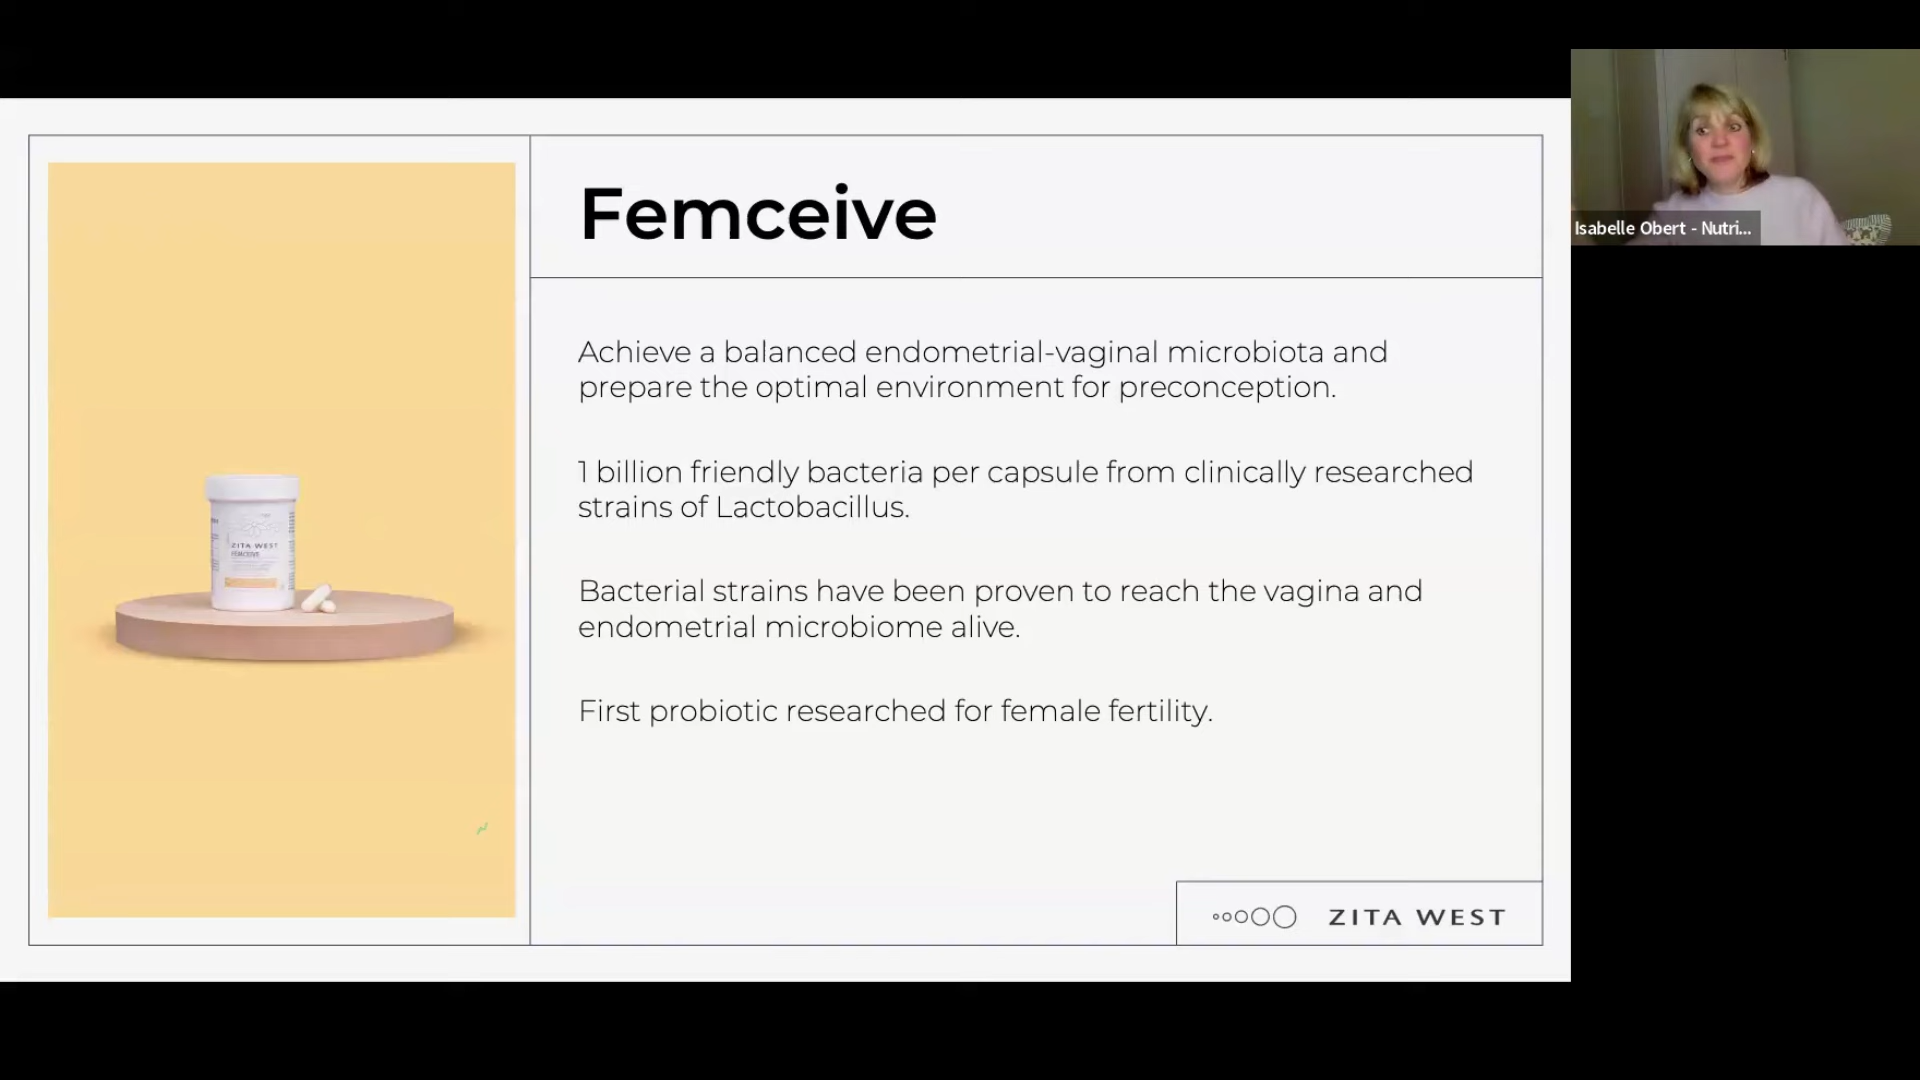 Femceive
Achieve a balanced endometrial-vaginal microbiota and
prepare the optimal environment for preconception.
1 billion friendly bacteria per capsule from clinically researched
strains of Lactobacillus.
Bacterial strains have been proven to reach the vagina and
endometrial microbiome alive.
First probiotic researched for female fertility.
ZITA WEST
FEMCEIVE
ZITA WEST
Isabelle Obert - Nutri...